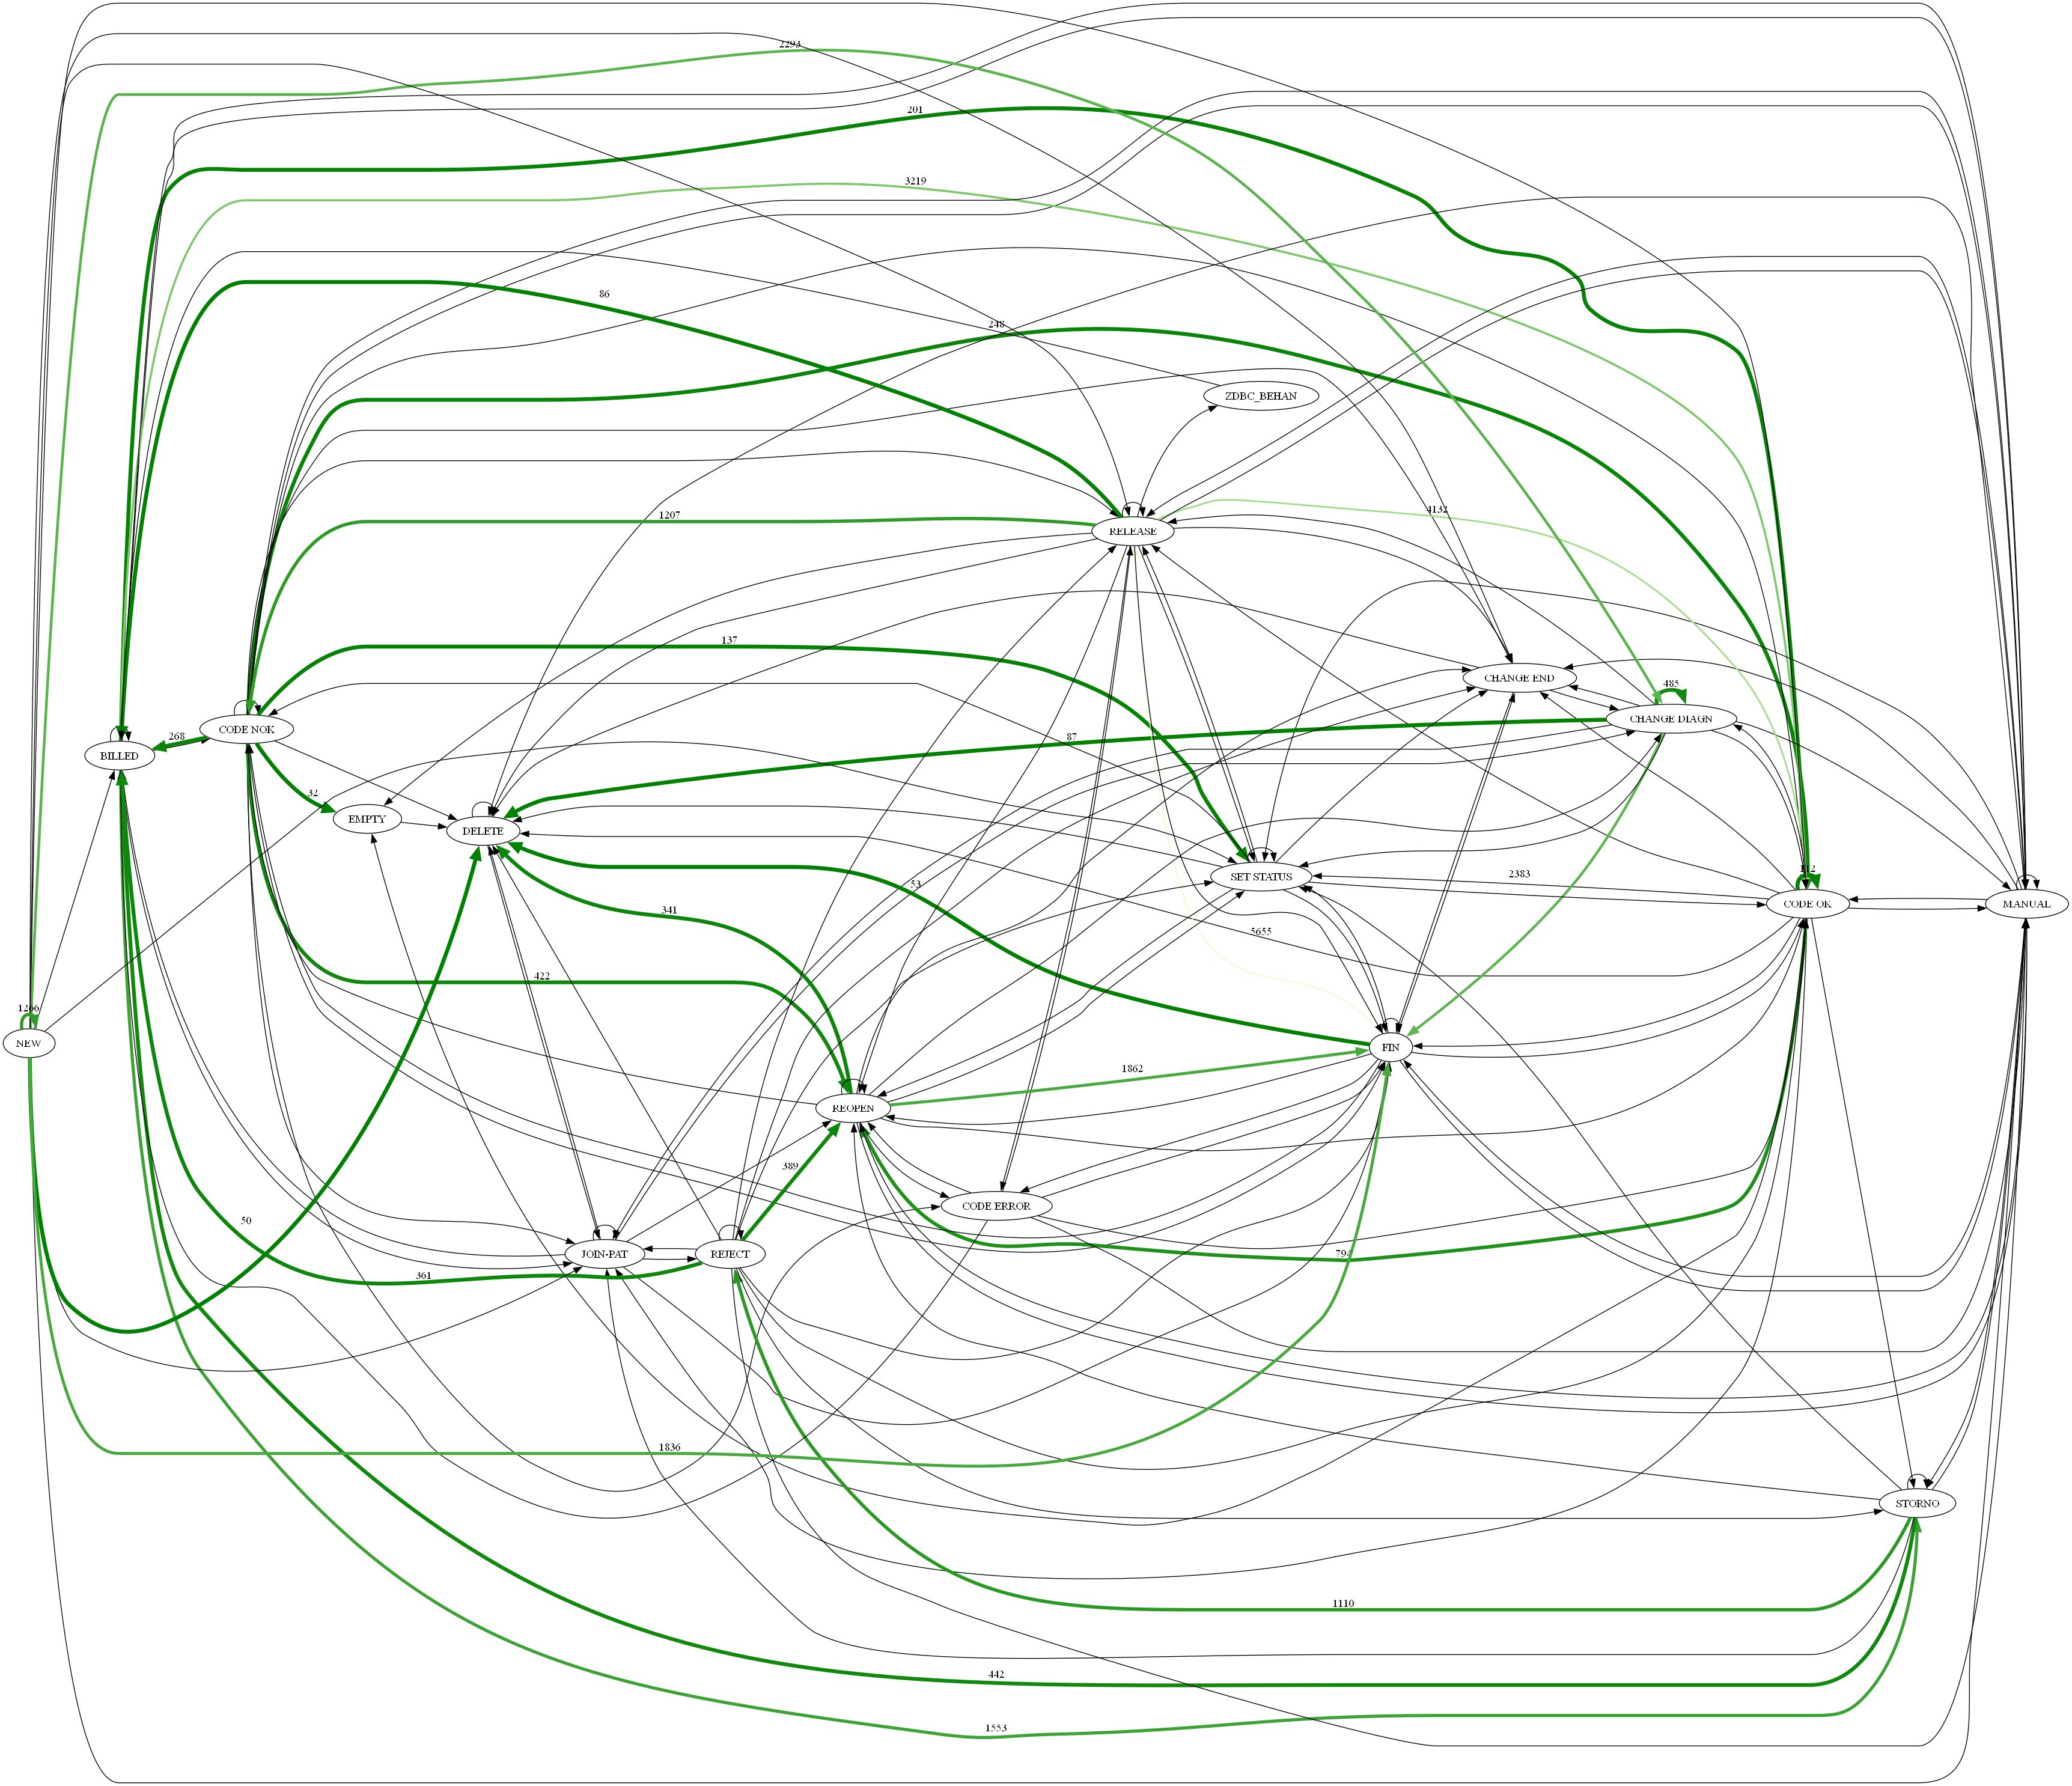 2293
201
3219
86
248
ZDBC_BEHAN
1207
4132
RELEASE
137
CHANGE END
485
CHANGE DIAGN
CODE NOK
268
BILLED
87
32
EMPTY
DELETE
SET STATUS
2383
112
CODE OK
MANUAL
53
341
5655
422
1266
NEW
FIN
1862
REOPEN
389
CODE ERROR
50
JOIN-PAT
REJECT
794
361
1836
STORNO
1110
442
1553